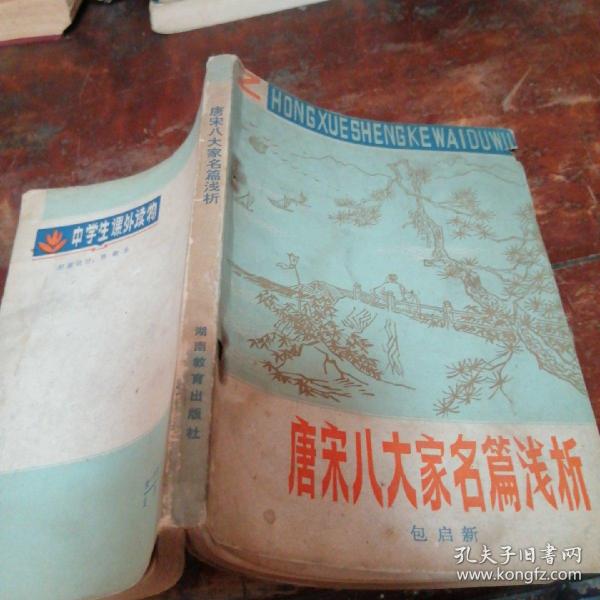 HONGXUESHENGKEWAIDUWU
唐宋八大家名篇浅析
包启新
唐宋八大家名篇浅析
湖南教育出版社
中学生课外读物
孔夫子旧书网
www.kongfz.com